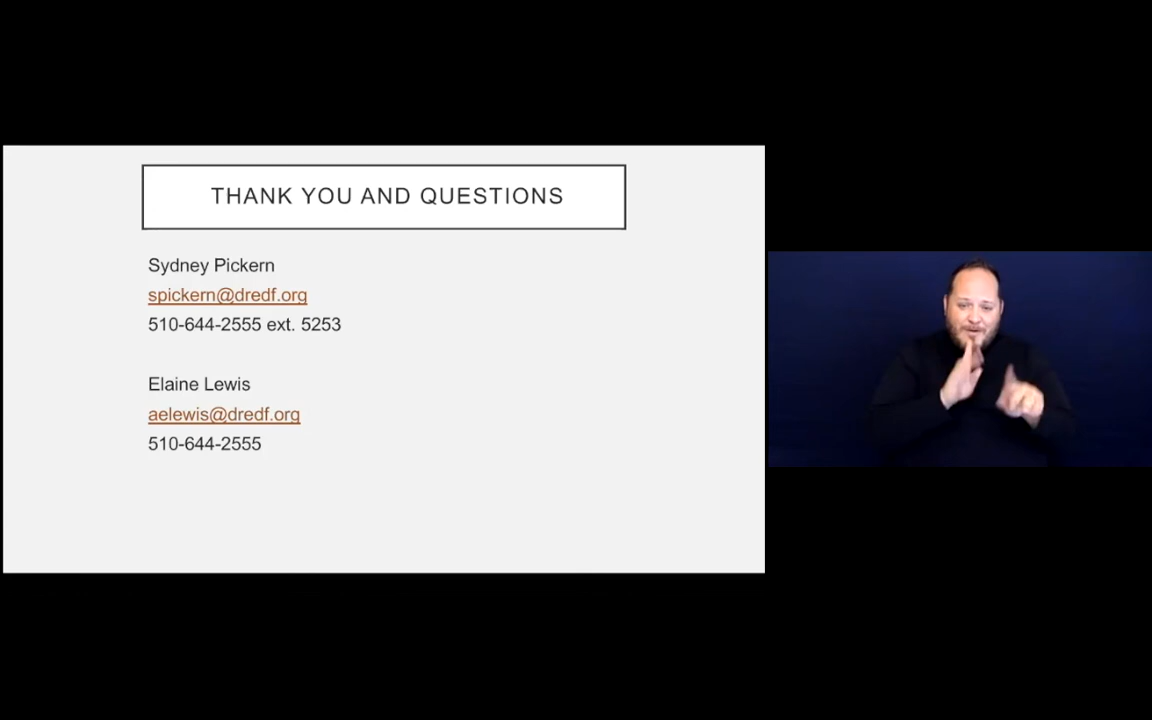 THANK YOU AND QUESTIONS
Sydney Pickern
spickern@dredf.org
510-644-2555 ext. 5253
Elaine Lewis
aelewis@dredf.org
510-644-2555